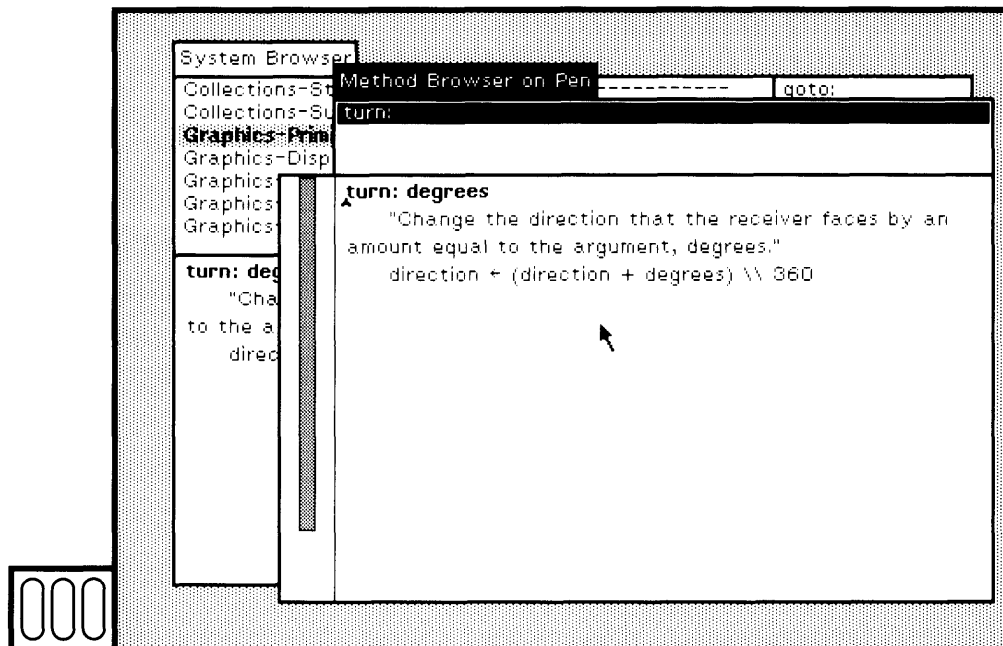 System Browser
Method Browser on Pen
------------
goto:
Collections-St
Collections-Su
Graphics-Prim
Graphics-Disp
Graphics
Graphics
Graphics
turn: deg
"Cha
to the a
direc
turn:
turn: degrees
"Change the direction that the receiver faces by an
amount equal to the argument, degrees."
direction ← (direction + degrees) \\ 360